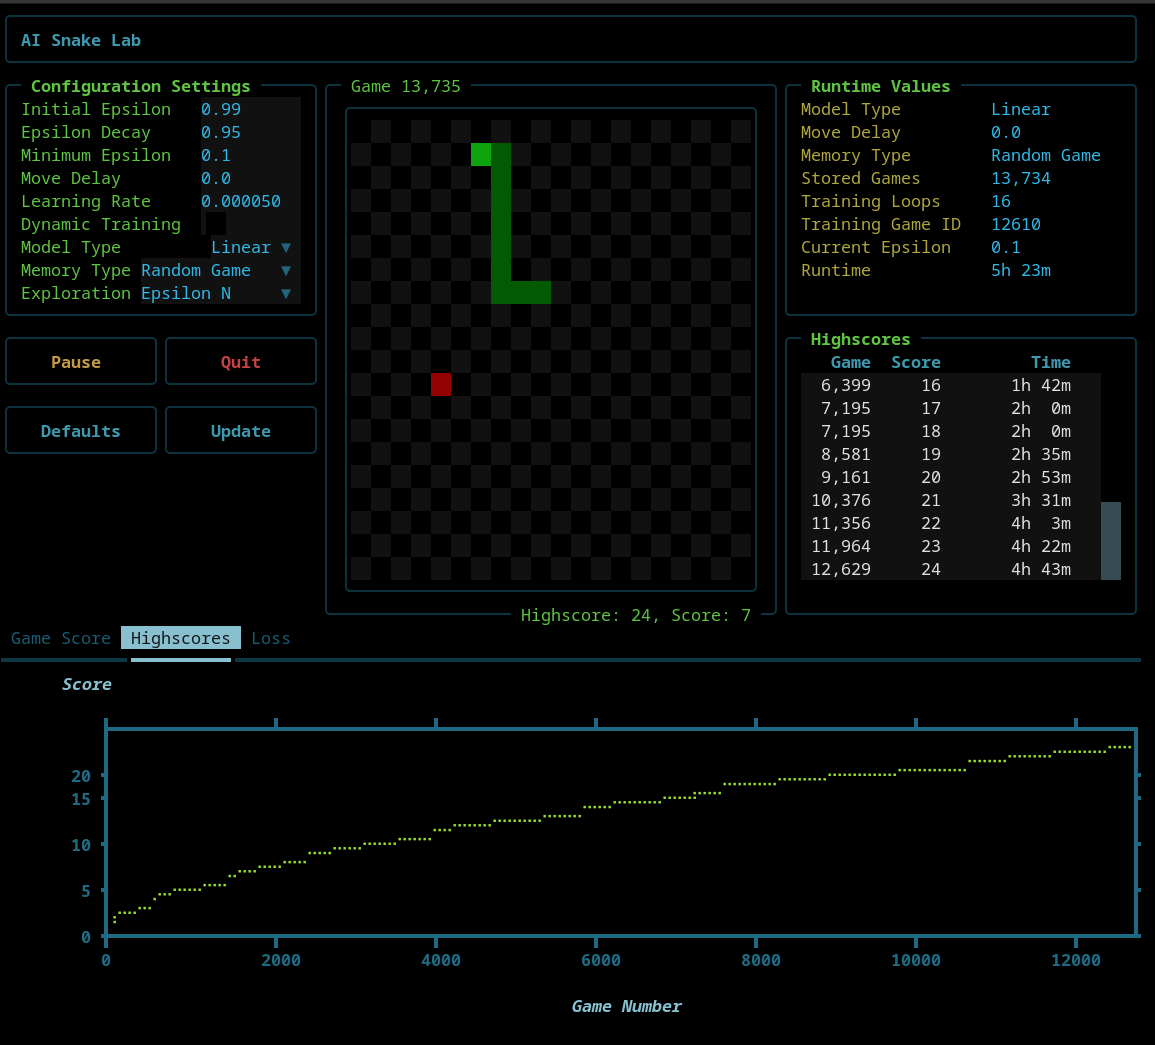 AI Snake Lab
Configuration Settings
Initial Epsilon 0.99
Epsilon Decay 0.95
Minimum Epsilon 0.1
Move Delay 0.0
Learning Rate 0.000050
Dynamic Training
Model Type Linear ▼
Memory Type Random Game ▼
Exploration Epsilon N ▼
Pause Quit
Defaults Update
Game 13,735
Highscore: 24, Score: 7
Runtime Values
Model Type Linear
Move Delay 0.0
Memory Type Random Game
Stored Games 13,734
Training Loops 16
Training Game ID 12610
Current Epsilon 0.1
Runtime 5h 23m
Highscores
Game Score Time
6,399 16 1h 42m
7,195 17 2h 0m
7,195 18 2h 0m
8,581 19 2h 35m
9,161 20 2h 53m
10,376 21 3h 31m
11,356 22 4h 3m
11,964 23 4h 22m
12,629 24 4h 43m
Game Score Highscores Loss
Score
20
15
10
5
0
0 2000 4000 6000 8000 10000 12000
Game Number